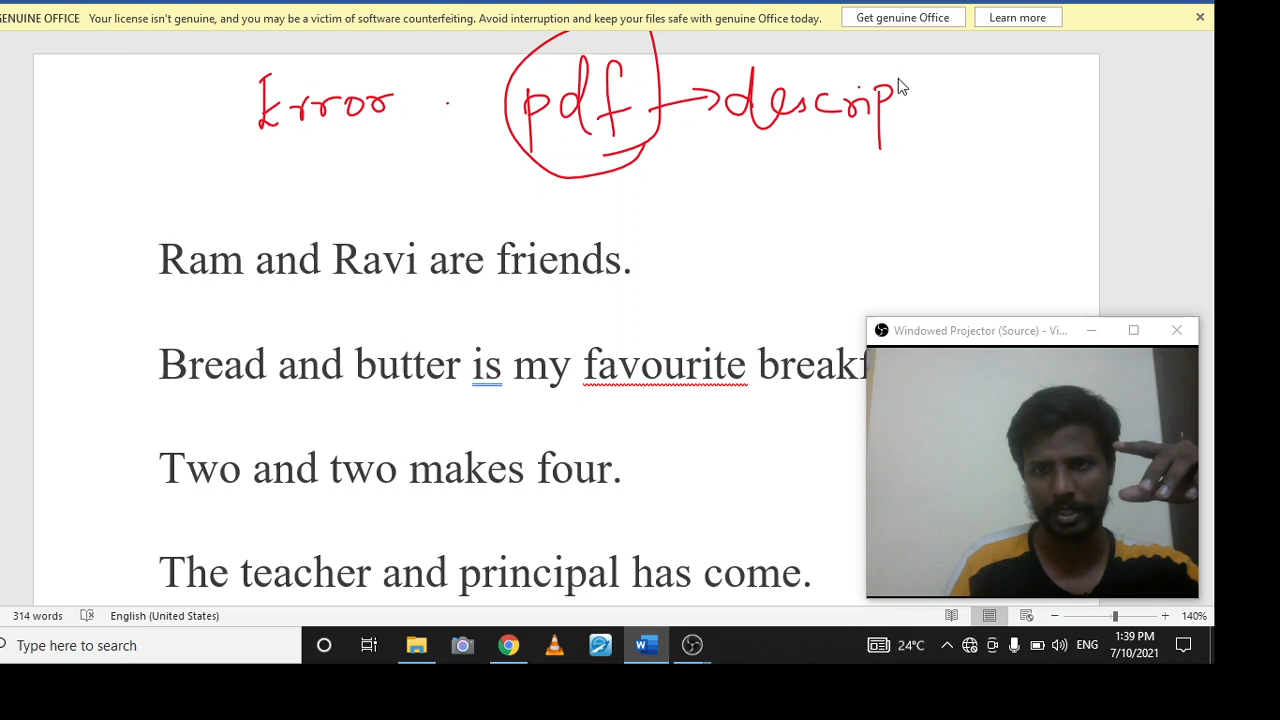 GENUINE OFFICE Your license isn't genuine, and you may be a victim of software counterfeiting. Avoid interruption and keep your files safe with genuine Office today. Get genuine Office Learn more
Error . pdf → descrip
Ram and Ravi are friends.
Windowed Projector (Source) - Vi...
Bread and butter is my favourite breakf
Two and two makes four.
The teacher and principal has come.
314 words English (United States) 140%
Type here to search 24°C ENG 1:39 PM
7/10/2021